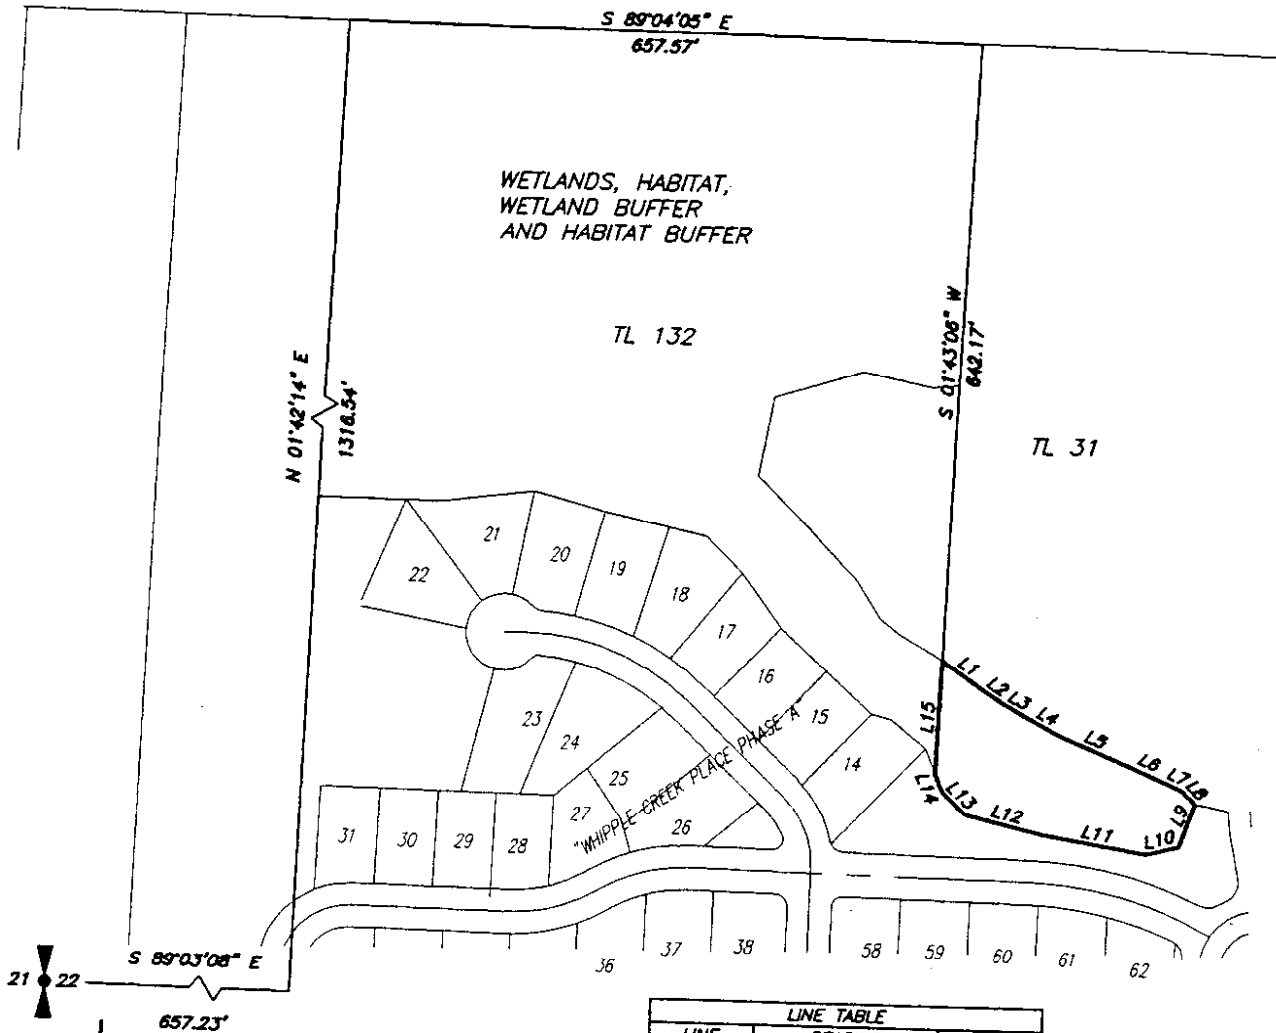 S 89°04'05" E
657.57'
WETLANDS, HABITAT,
WETLAND BUFFER
AND HABITAT BUFFER
TL 132
S 01°43'06" W
642.17'
N 01°42'14" E
1316.54'
TL 31
21
20
19
22
18
17
16
15
14
L1
L2
L3
L4
L5
L6
L7
L8
L9
L10
L11
L12
L13
L14
L15
23
24
25
"WHIPPLE CREEK PLACE PHASE A"
27
26
31
30
29
28
36
37
38
58
59
60
61
62
S 89°03'08" E
21
22
657.23'
LINE TABLE
LINE